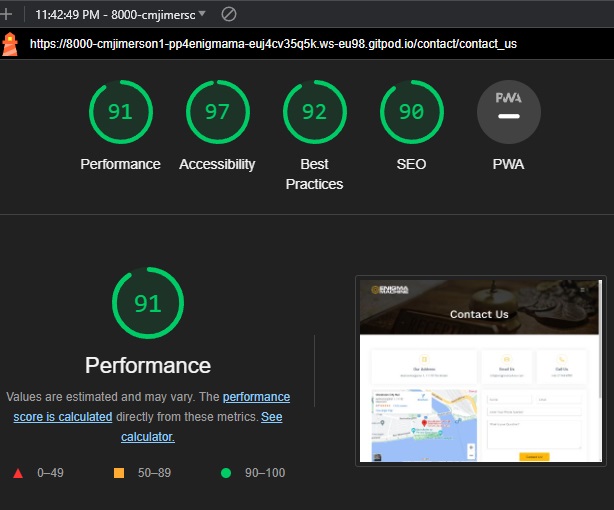 11:42:49 PM - 8000-cmjimersc
https://8000-cmjimerson1-pp4enigmama-euj4cv35q5k.ws-eu98.gitpod.io/contact/contact_us
91 97 92 90 PWA
Performance Accessibility Best SEO PWA
Practices
91
Performance
Values are estimated and may vary. The performance
score is calculated directly from these metrics. See
calculator.
0–49 50–89 90–100
ENIGMA
MACHINE
Contact Us
Our Address Email Us Call Us
Contact Us